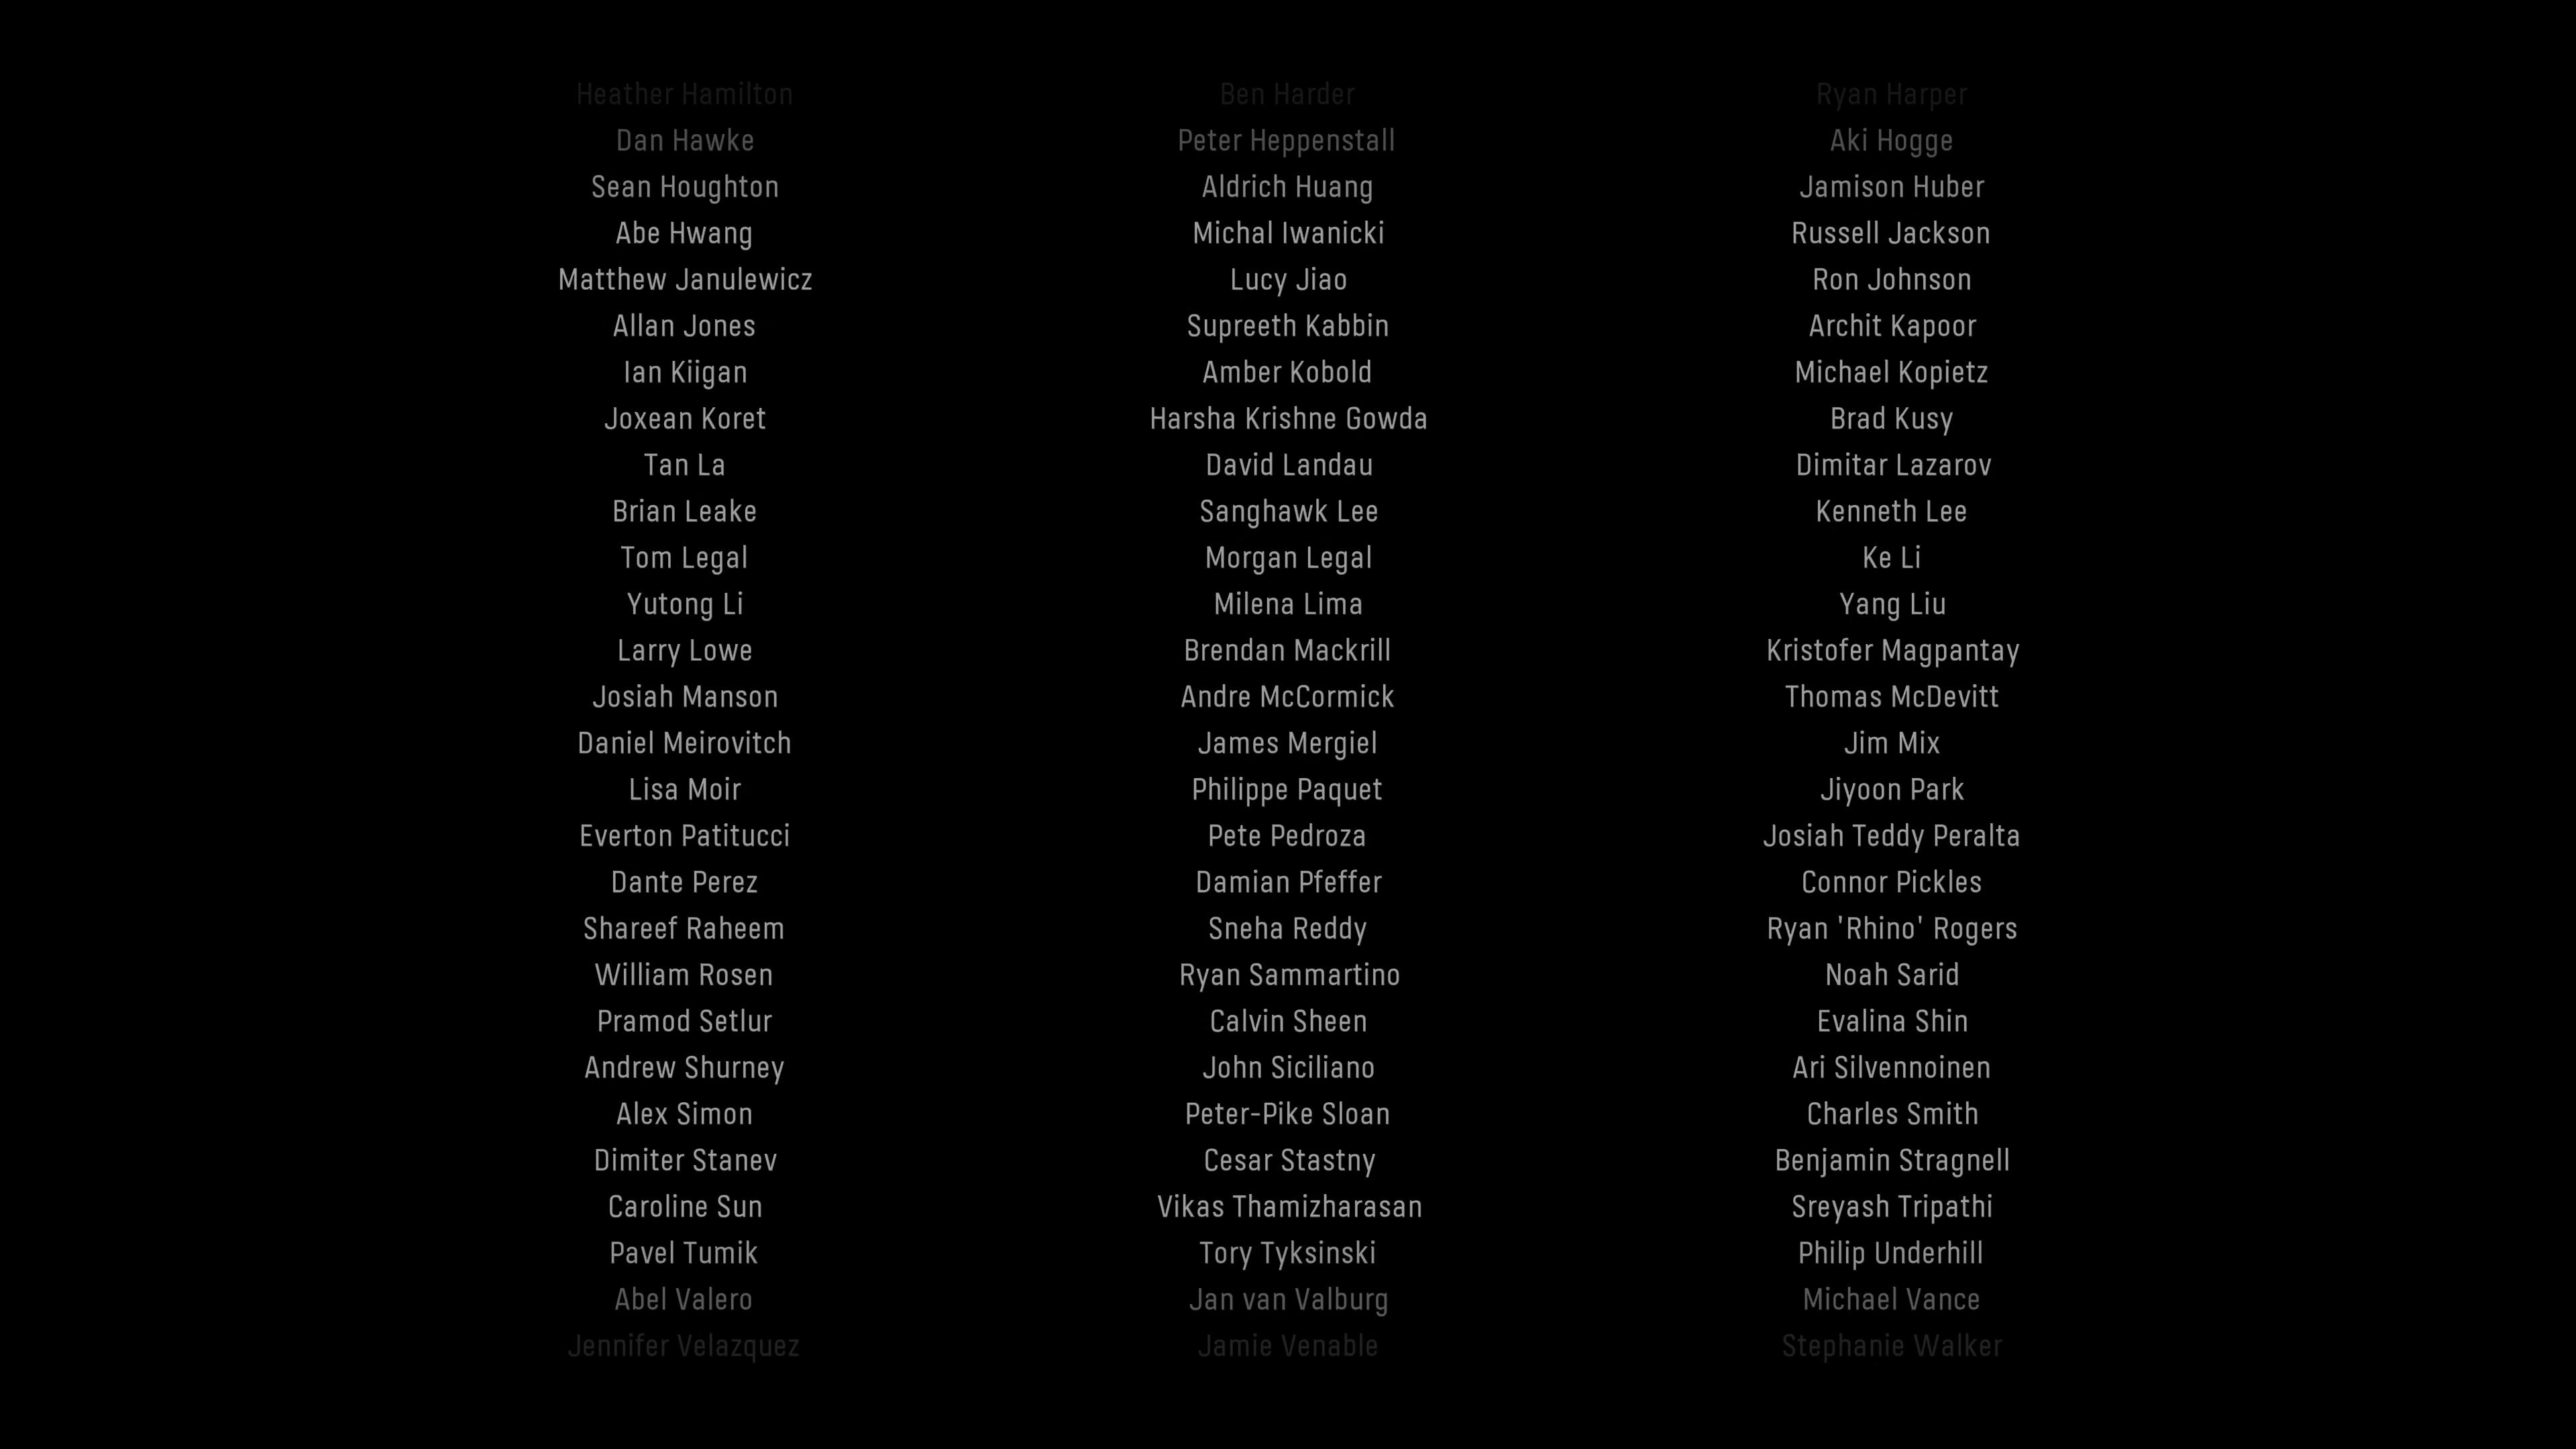 Heather Hamilton Ben Harder Ryan Harper
Dan Hawke Peter Heppenstall Aki Hogge
Sean Houghton Aldrich Huang Jamison Huber
Abe Hwang Michal Iwanicki Russell Jackson
Matthew Janulewicz Lucy Jiao Ron Johnson
Allan Jones Supreeth Kabbin Archit Kapoor
Ian Kiigan Amber Kobold Michael Kopietz
Joxean Koret Harsha Krishne Gowda Brad Kusy
Tan La David Landau Dimitar Lazarov
Brian Leake Sanghawk Lee Kenneth Lee
Tom Legal Morgan Legal Ke Li
Yutong Li Milena Lima Yang Liu
Larry Lowe Brendan Mackrill Kristofer Magpantay
Josiah Manson Andre McCormick Thomas McDevitt
Daniel Meirovitch James Mergiel Jim Mix
Lisa Moir Philippe Paquet Jiyoon Park
Everton Patitucci Pete Pedroza Josiah Teddy Peralta
Dante Perez Damian Pfeffer Connor Pickles
Shareef Raheem Sneha Reddy Ryan 'Rhino' Rogers
William Rosen Ryan Sammartino Noah Sarid
Pramod Setlur Calvin Sheen Evalina Shin
Andrew Shurney John Siciliano Ari Silvennoinen
Alex Simon Peter-Pike Sloan Charles Smith
Dimiter Stanev Cesar Stastny Benjamin Stragnell
Caroline Sun Vikas Thamizharasan Sreyash Tripathi
Pavel Tumik Tory Tyksinski Philip Underhill
Abel Valero Jan van Valburg Michael Vance
Jennifer Velazquez Jamie Venable Stephanie Walker